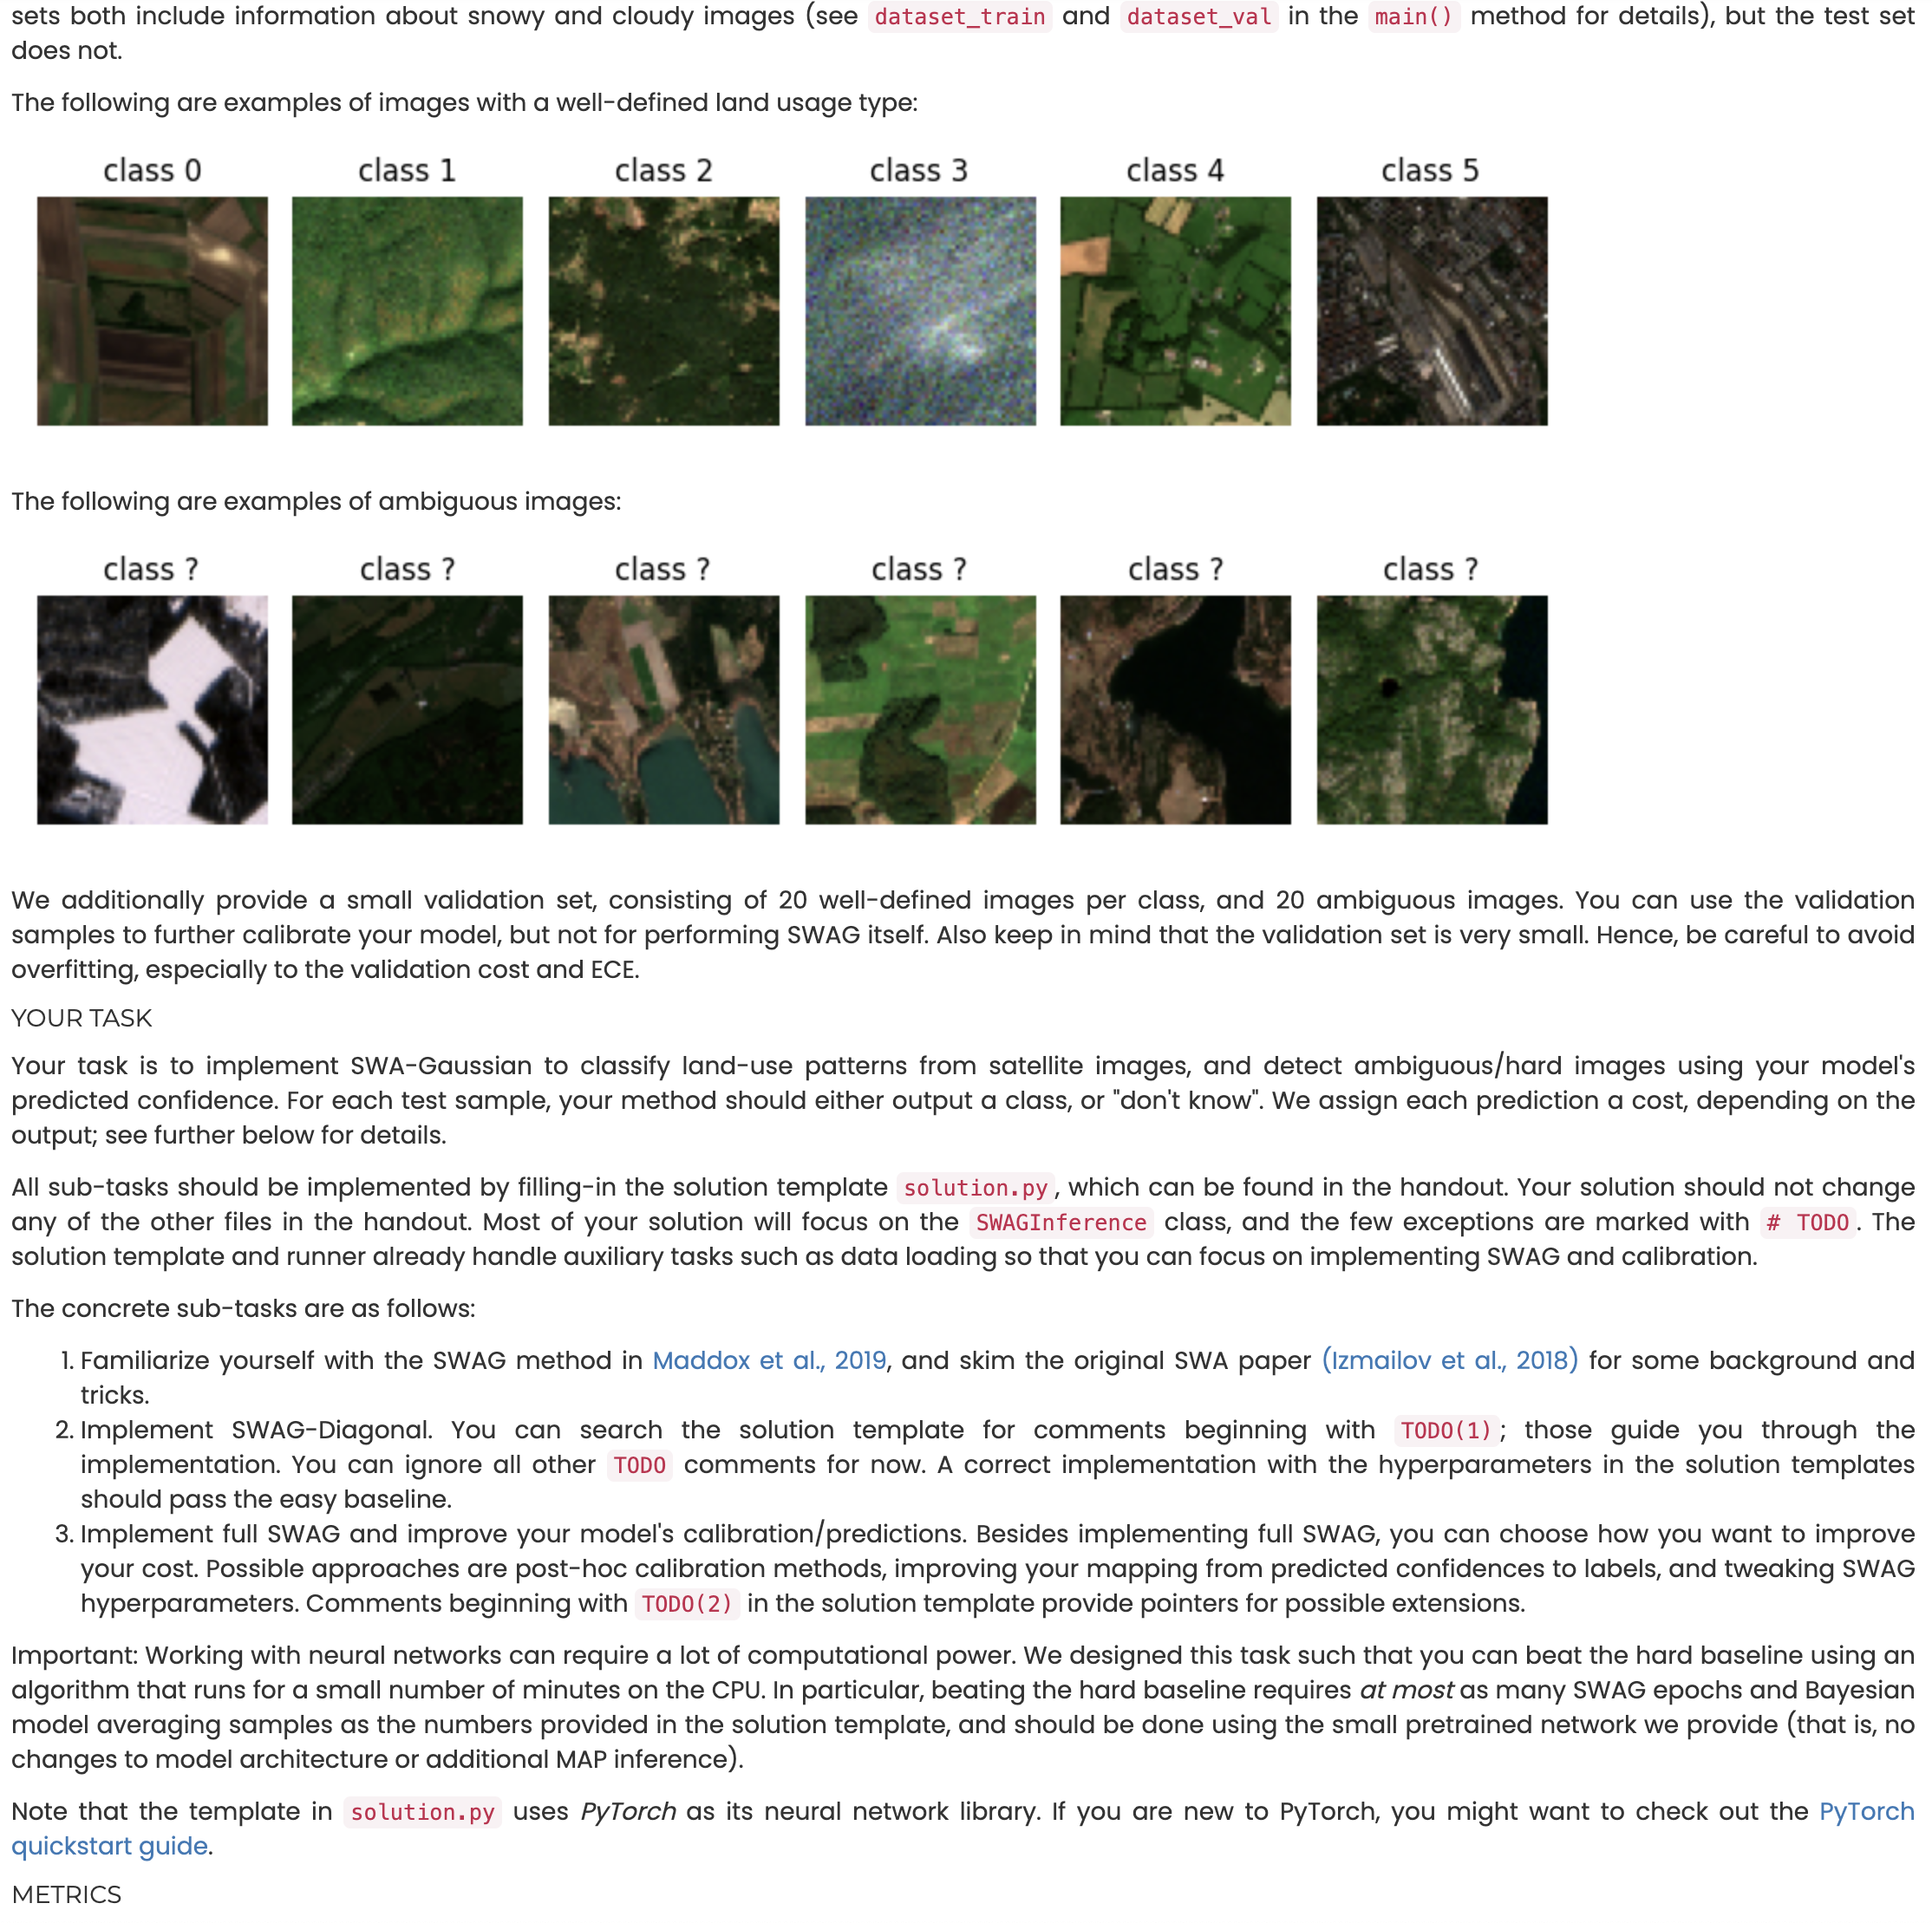 sets both include information about snowy and cloudy images (see dataset_train and dataset_val in the main() method for details), but the test set
does not.
The following are examples of images with a well-defined land usage type:
class 0 class 1 class 2 class 3 class 4 class 5
The following are examples of ambiguous images:
class ? class ? class ? class ? class ? class ?
We additionally provide a small validation set, consisting of 20 well-defined images per class, and 20 ambiguous images. You can use the validation
samples to further calibrate your model, but not for performing SWAG itself. Also keep in mind that the validation set is very small. Hence, be careful to avoid
overfitting, especially to the validation cost and ECE.
YOUR TASK
Your task is to implement SWA-Gaussian to classify land-use patterns from satellite images, and detect ambiguous/hard images using your model's
predicted confidence. For each test sample, your method should either output a class, or "don't know". We assign each prediction a cost, depending on the
output; see further below for details.
All sub-tasks should be implemented by filling-in the solution template solution.py, which can be found in the handout. Your solution should not change
any of the other files in the handout. Most of your solution will focus on the SWAGInference class, and the few exceptions are marked with # TODO. The
solution template and runner already handle auxiliary tasks such as data loading so that you can focus on implementing SWAG and calibration.
The concrete sub-tasks are as follows:
1. Familiarize yourself with the SWAG method in Maddox et al., 2019, and skim the original SWA paper (Izmailov et al., 2018) for some background and
tricks.
2. Implement SWAG-Diagonal. You can search the solution template for comments beginning with TODO(1); those guide you through the
implementation. You can ignore all other TODO comments for now. A correct implementation with the hyperparameters in the solution templates
should pass the easy baseline.
3. Implement full SWAG and improve your model's calibration/predictions. Besides implementing full SWAG, you can choose how you want to improve
your cost. Possible approaches are post-hoc calibration methods, improving your mapping from predicted confidences to labels, and tweaking SWAG
hyperparameters. Comments beginning with TODO(2) in the solution template provide pointers for possible extensions.
Important: Working with neural networks can require a lot of computational power. We designed this task such that you can beat the hard baseline using an
algorithm that runs for a small number of minutes on the CPU. In particular, beating the hard baseline requires at most as many SWAG epochs and Bayesian
model averaging samples as the numbers provided in the solution template, and should be done using the small pretrained network we provide (that is, no
changes to model architecture or additional MAP inference).
Note that the template in solution.py uses PyTorch as its neural network library. If you are new to PyTorch, you might want to check out the PyTorch
quickstart guide.
METRICS